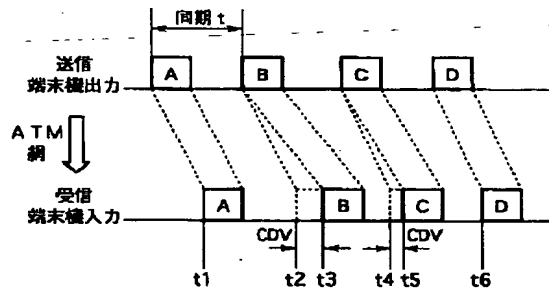 同期 t
送信
端末機出力
A B C D
ATM
網
受信
端末機入力
A B C D
CDV CDV
t1 t2 t3 t4 t5 t6